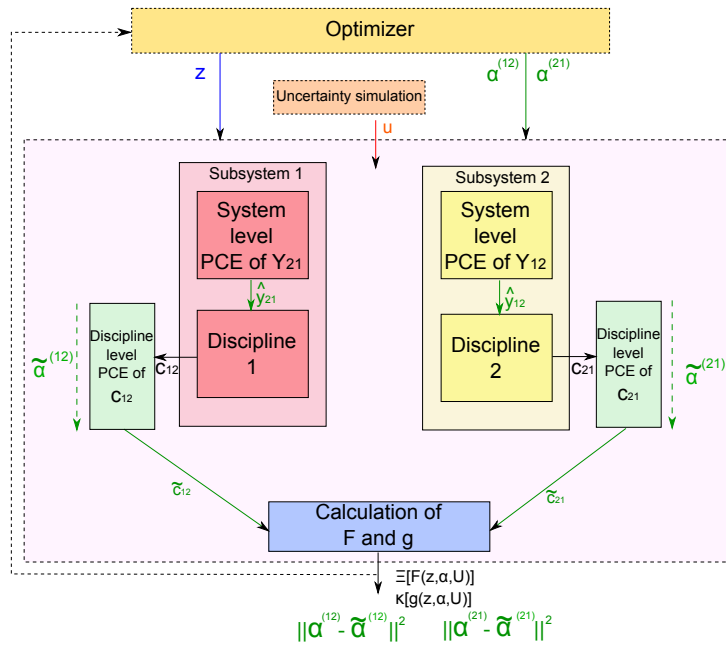 Optimizer
z
α⁽¹²⁾ α⁽²¹⁾
Uncertainty simulation
u
Subsystem 1
System
level
PCE of Y₂₁
ŷ₂₁
Discipline
1
c₁₂
Discipline
level
PCE of
c₁₂
α̃⁽¹²⁾
Subsystem 2
System
level
PCE of Y₁₂
ŷ₁₂
Discipline
2
c₂₁
Discipline
level
PCE of
c₂₁
α̃⁽²¹⁾
c̃₁₂
c̃₂₁
Calculation of
F and g
Ξ[F(z,α,U)]
κ[g(z,α,U)]
||α⁽¹²⁾- α̃⁽¹²⁾||² ||α⁽²¹⁾- α̃⁽²¹⁾||²